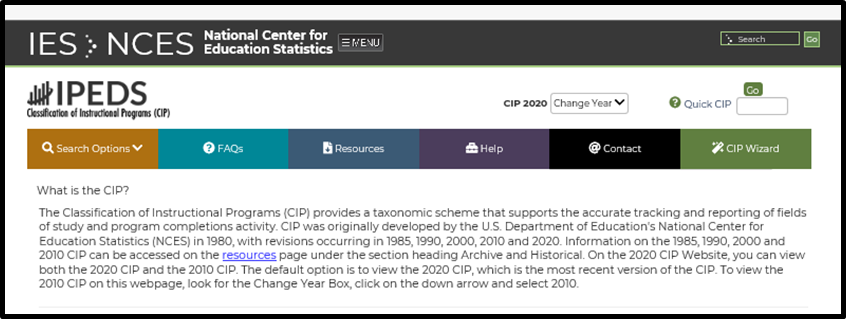 IES NCES National Center for
Education Statistics
MENU
Search
Go
IPEDS
Classification of Instructional Programs (CIP)
CIP 2020
Change Year
Quick CIP
Go
Search Options
FAQs
Resources
Help
Contact
CIP Wizard
What is the CIP?
The Classification of Instructional Programs (CIP) provides a taxonomic scheme that supports the accurate tracking and reporting of fields
of study and program completions activity. CIP was originally developed by the U.S. Department of Education's National Center for
Education Statistics (NCES) in 1980, with revisions occurring in 1985, 1990, 2000, 2010 and 2020. Information on the 1985, 1990, 2000 and
2010 CIP can be accessed on the resources page under the section heading Archive and Historical. On the 2020 CIP Website, you can view
both the 2020 CIP and the 2010 CIP. The default option is to view the 2020 CIP, which is the most recent version of the CIP. To view the
2010 CIP on this webpage, look for the Change Year Box, click on the down arrow and select 2010.